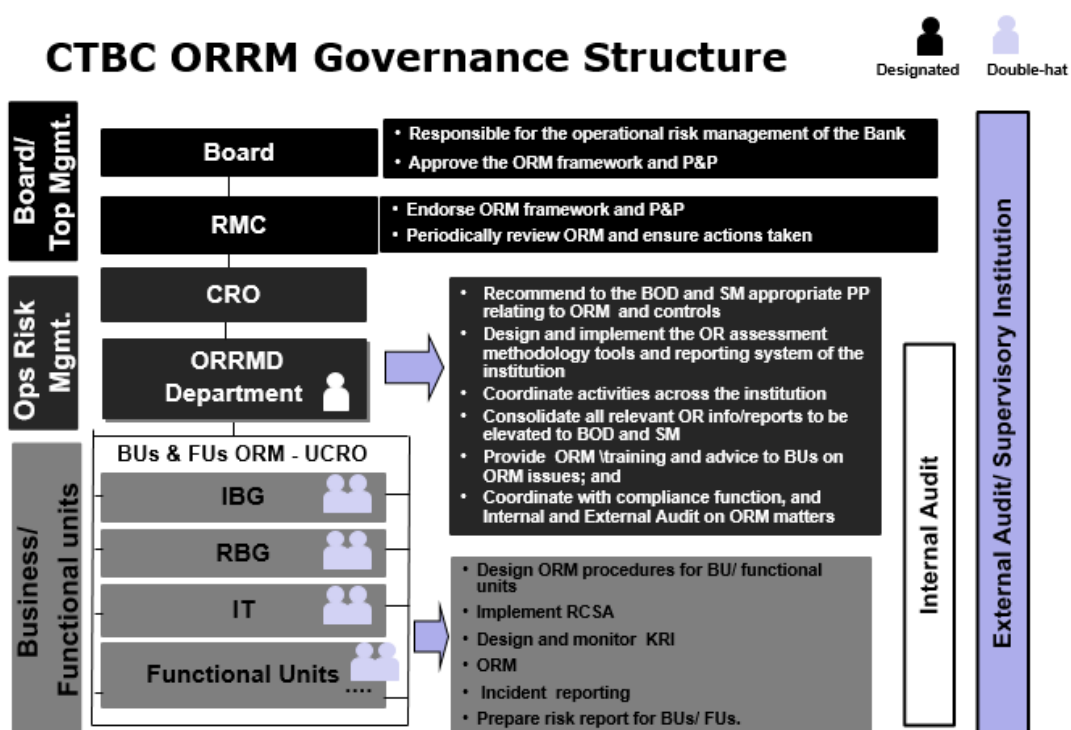 CTBC ORRM Governance Structure
Designated
Double-hat
Board/
Top Mgmt.
Board
• Responsible for the operational risk management of the Bank
• Approve the ORM framework and P&P
RMC
• Endorse ORM framework and P&P
• Periodically review ORM and ensure actions taken
Ops Risk
Mgmt.
CRO
ORRMD
Department
• Recommend to the BOD and SM appropriate PP
relating to ORM and controls
• Design and implement the OR assessment
methodology tools and reporting system of the
institution
• Coordinate activities across the institution
• Consolidate all relevant OR info/reports to be
elevated to BOD and SM
• Provide ORM \training and advice to BUs on
ORM issues; and
• Coordinate with compliance function, and
Internal and External Audit on ORM matters
Business/
Functional units
BUs & FUs ORM - UCRO
IBG
RBG
IT
Functional Units
....
• Design ORM procedures for BU/ functional
units
• Implement RCSA
• Design and monitor KRI
• ORM
• Incident reporting
• Prepare risk report for BUs/ FUs.
Internal Audit
External Audit/ Supervisory Institution